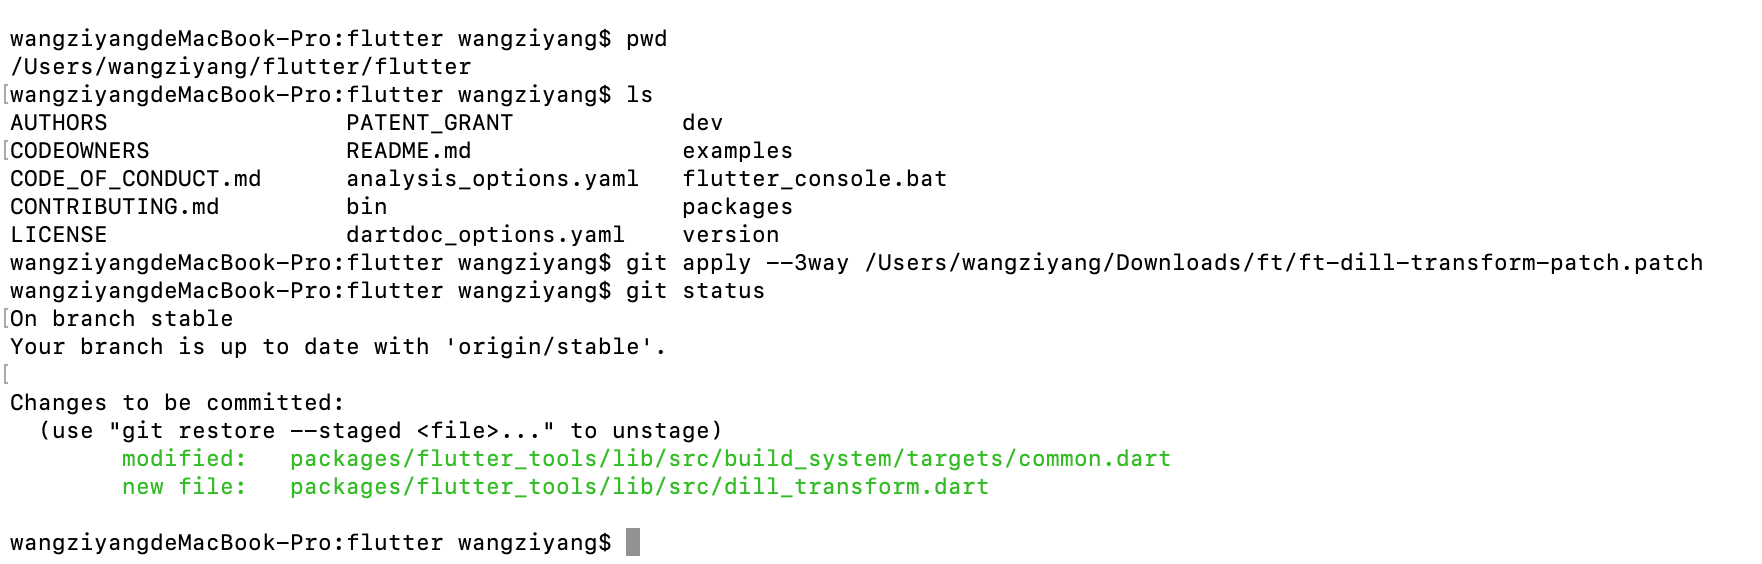 wangziyangdeMacBook-Pro:flutter wangziyang$ pwd
/Users/wangziyang/flutter/flutter
[wangziyangdeMacBook-Pro:flutter wangziyang$ ls
AUTHORS PATENT_GRANT dev
[CODEOWNERS README.md examples
CODE_OF_CONDUCT.md analysis_options.yaml flutter_console.bat
CONTRIBUTING.md bin packages
LICENSE dartdoc_options.yaml version
wangziyangdeMacBook-Pro:flutter wangziyang$ git apply --3way /Users/wangziyang/Downloads/ft/ft-dill-transform-patch.patch
wangziyangdeMacBook-Pro:flutter wangziyang$ git status
[On branch stable
Your branch is up to date with 'origin/stable'.
[
Changes to be committed:
(use "git restore --staged <file>..." to unstage)
modified: packages/flutter_tools/lib/src/build_system/targets/common.dart
new file: packages/flutter_tools/lib/src/dill_transform.dart
wangziyangdeMacBook-Pro:flutter wangziyang$